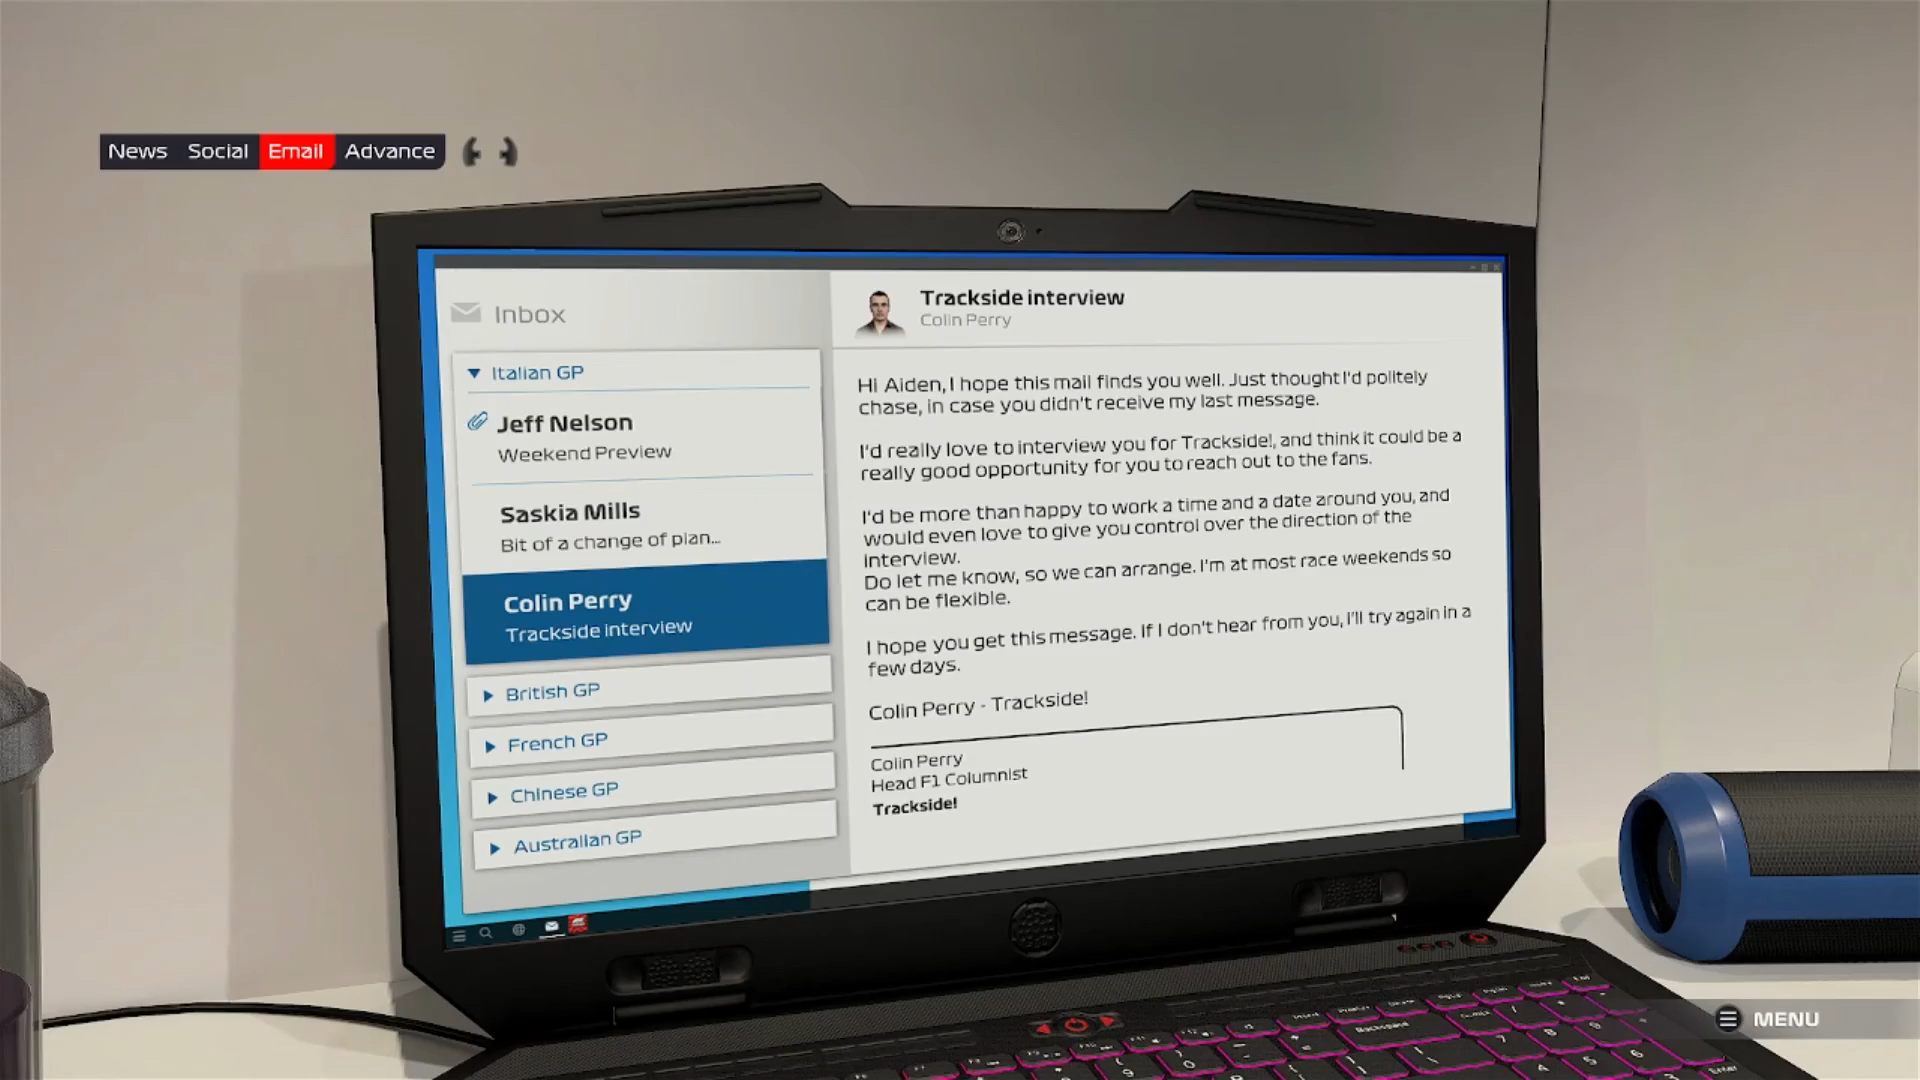 News Social Email Advance
Inbox
Italian GP
Jeff Nelson
Weekend Preview
Saskia Mills
Bit of a change of plan...
Colin Perry
Trackside interview
British GP
French GP
Chinese GP
Australian GP
Trackside interview
Colin Perry
Hi Aiden, I hope this mail finds you well. Just thought I'd politely
chase, in case you didn't receive my last message.
I'd really love to interview you for Trackside!, and think it could be a
really good opportunity for you to reach out to the fans.
I'd be more than happy to work a time and a date around you, and
would even love to give you control over the direction of the
interview.
Do let me know, so we can arrange. I'm at most race weekends so
can be flexible.
I hope you get this message. If I don't hear from you, I'll try again in a
few days.
Colin Perry - Trackside!
Colin Perry
Head F1 Columnist
Trackside!
Backspace
MENU